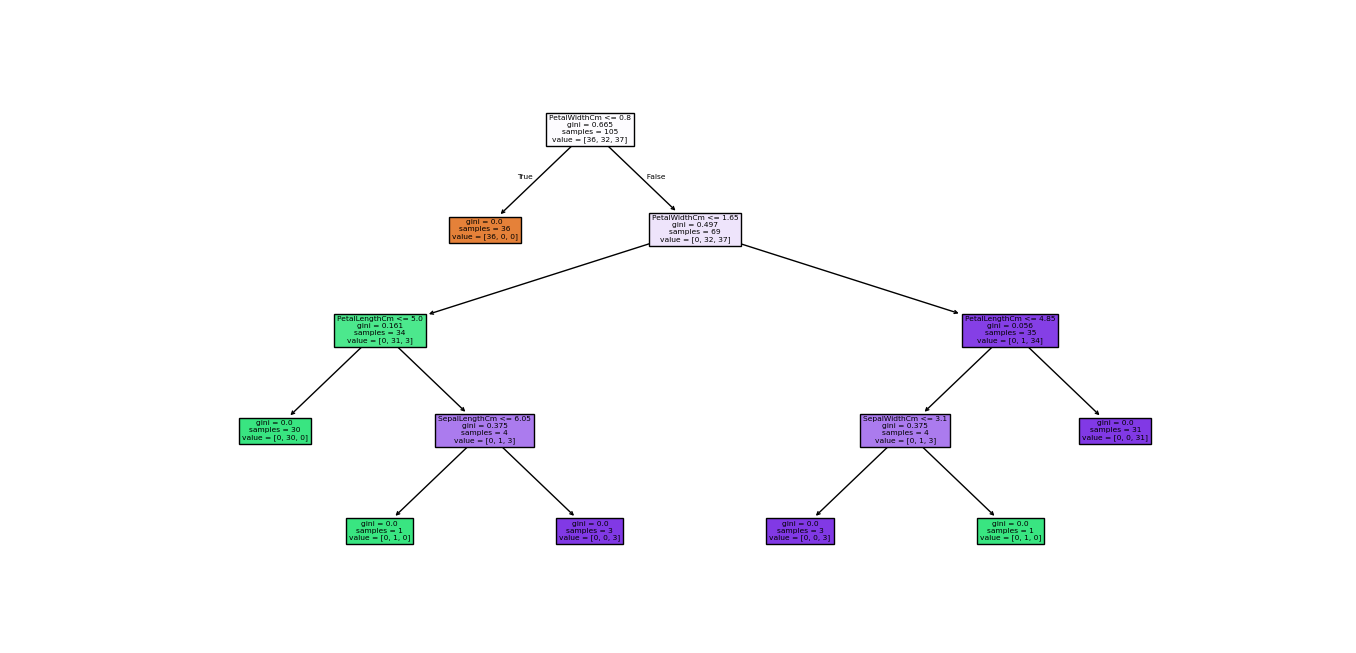 PetalWidthCm <= 0.8
gini = 0.665
samples = 105
value = [36, 32, 37]
True
False
gini = 0.0
samples = 36
value = [36, 0, 0]
PetalWidthCm <= 1.65
gini = 0.497
samples = 69
value = [0, 32, 37]
PetalLengthCm <= 5.0
gini = 0.161
samples = 34
value = [0, 31, 3]
PetalLengthCm <= 4.85
gini = 0.056
samples = 35
value = [0, 1, 34]
gini = 0.0
samples = 30
value = [0, 30, 0]
SepalLengthCm <= 6.05
gini = 0.375
samples = 4
value = [0, 1, 3]
SepalWidthCm <= 3.1
gini = 0.375
samples = 4
value = [0, 1, 3]
gini = 0.0
samples = 31
value = [0, 0, 31]
gini = 0.0
samples = 1
value = [0, 1, 0]
gini = 0.0
samples = 3
value = [0, 0, 3]
gini = 0.0
samples = 3
value = [0, 0, 3]
gini = 0.0
samples = 1
value = [0, 1, 0]